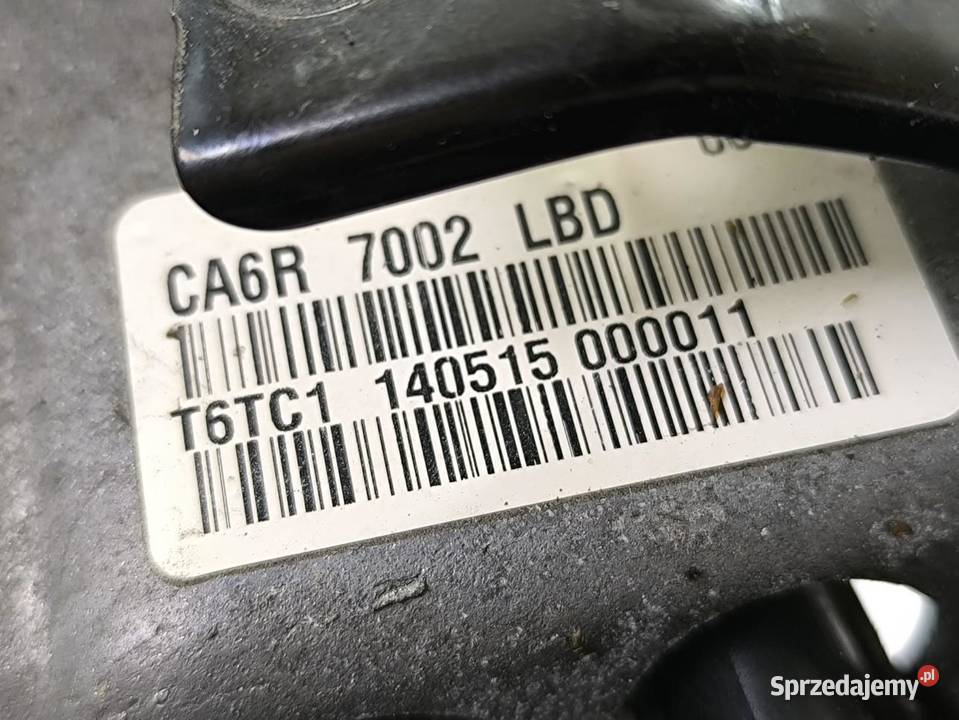 CA6R 7002 LBD
T6TC1 140515 000011
Sprzedajemy.pl